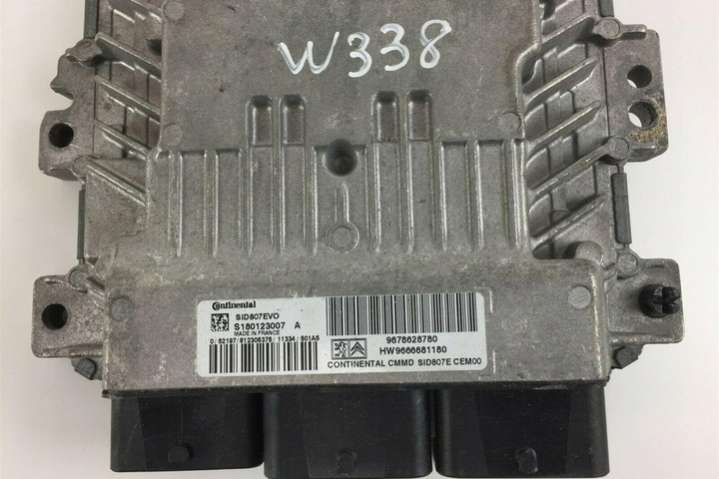 W338
Continental
SID807EVO
S180123007 A
MADE IN FRANCE
9678628780
HW9666681180
CONTINENTAL CMMD SID807E CEM00